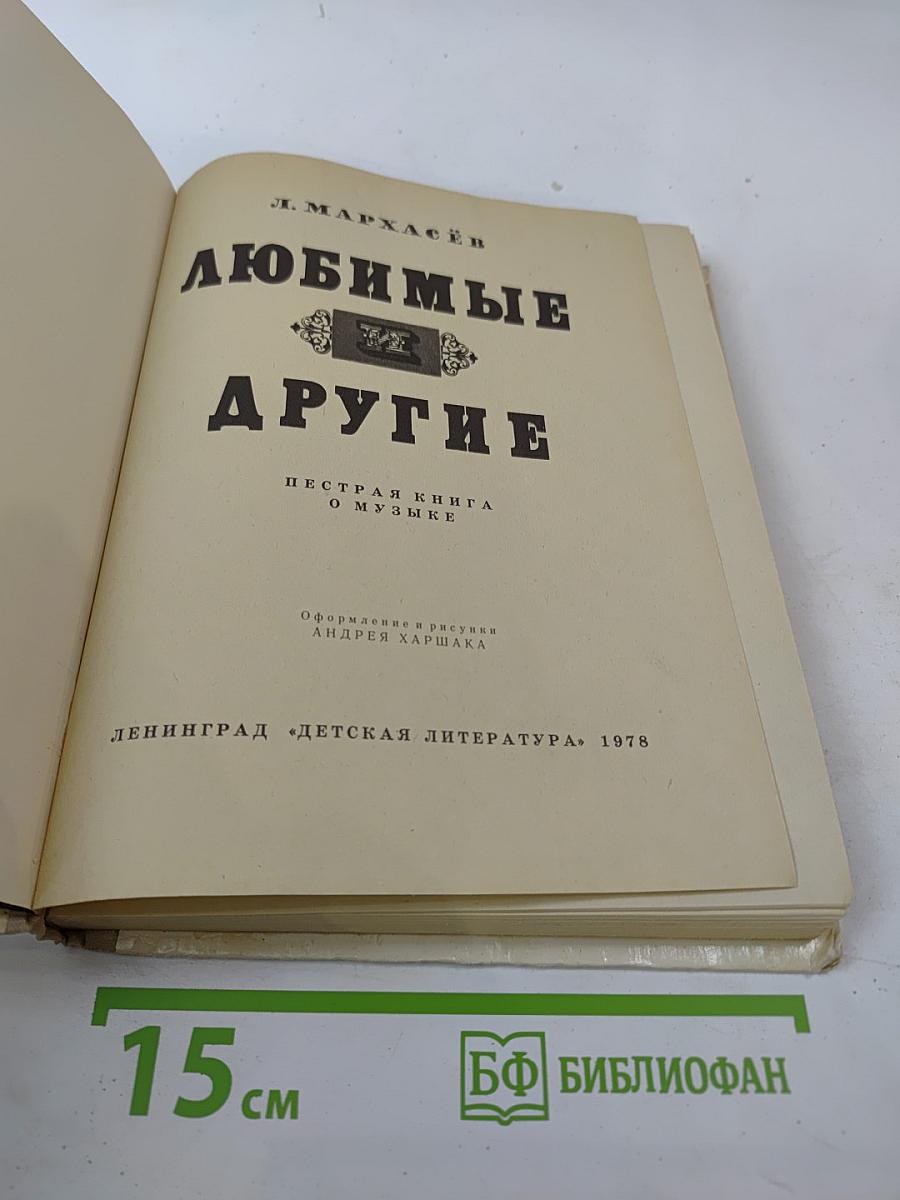 Л. МАРХАСЁВ
ЛЮБИМЫЕ
И
ДРУГИЕ
ПЕСТРАЯ КНИГА
О МУЗЫКЕ
Оформление и рисунки
АНДРЕЯ ХАРШАКА
ЛЕНИНГРАД «ДЕТСКАЯ ЛИТЕРАТУРА» 1978
15 см
БФ БИБЛИОФАН